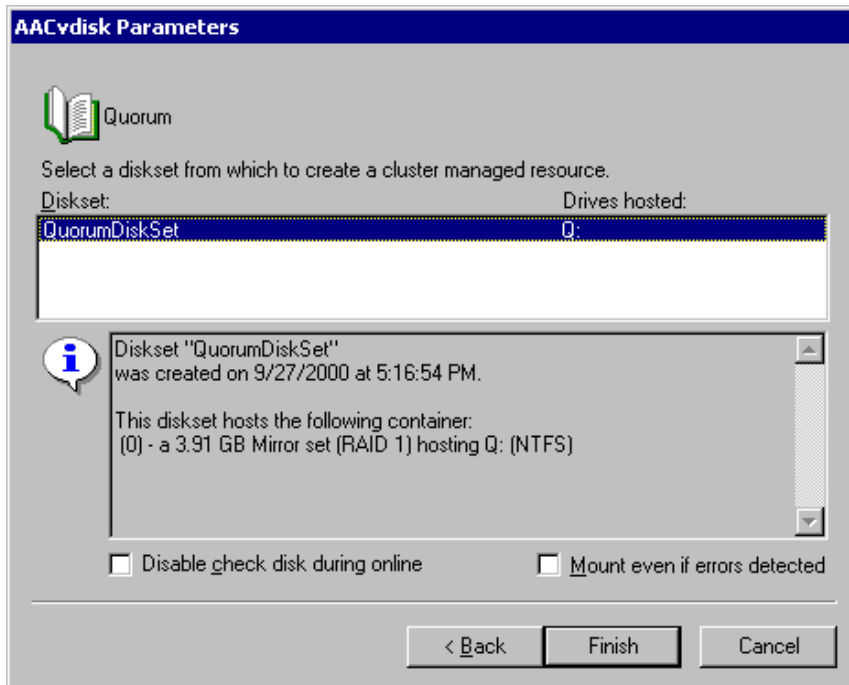 AACvdisk Parameters
Quorum
Select a diskset from which to create a cluster managed resource.
Diskset: Drives hosted:
QuorumDiskSet Q:
Diskset "QuorumDiskSet"
was created on 9/27/2000 at 5:16:54 PM.
This diskset hosts the following container:
(0) - a 3.91 GB Mirror set (RAID 1) hosting Q: (NTFS)
Disable check disk during online Mount even if errors detected
< Back Finish Cancel